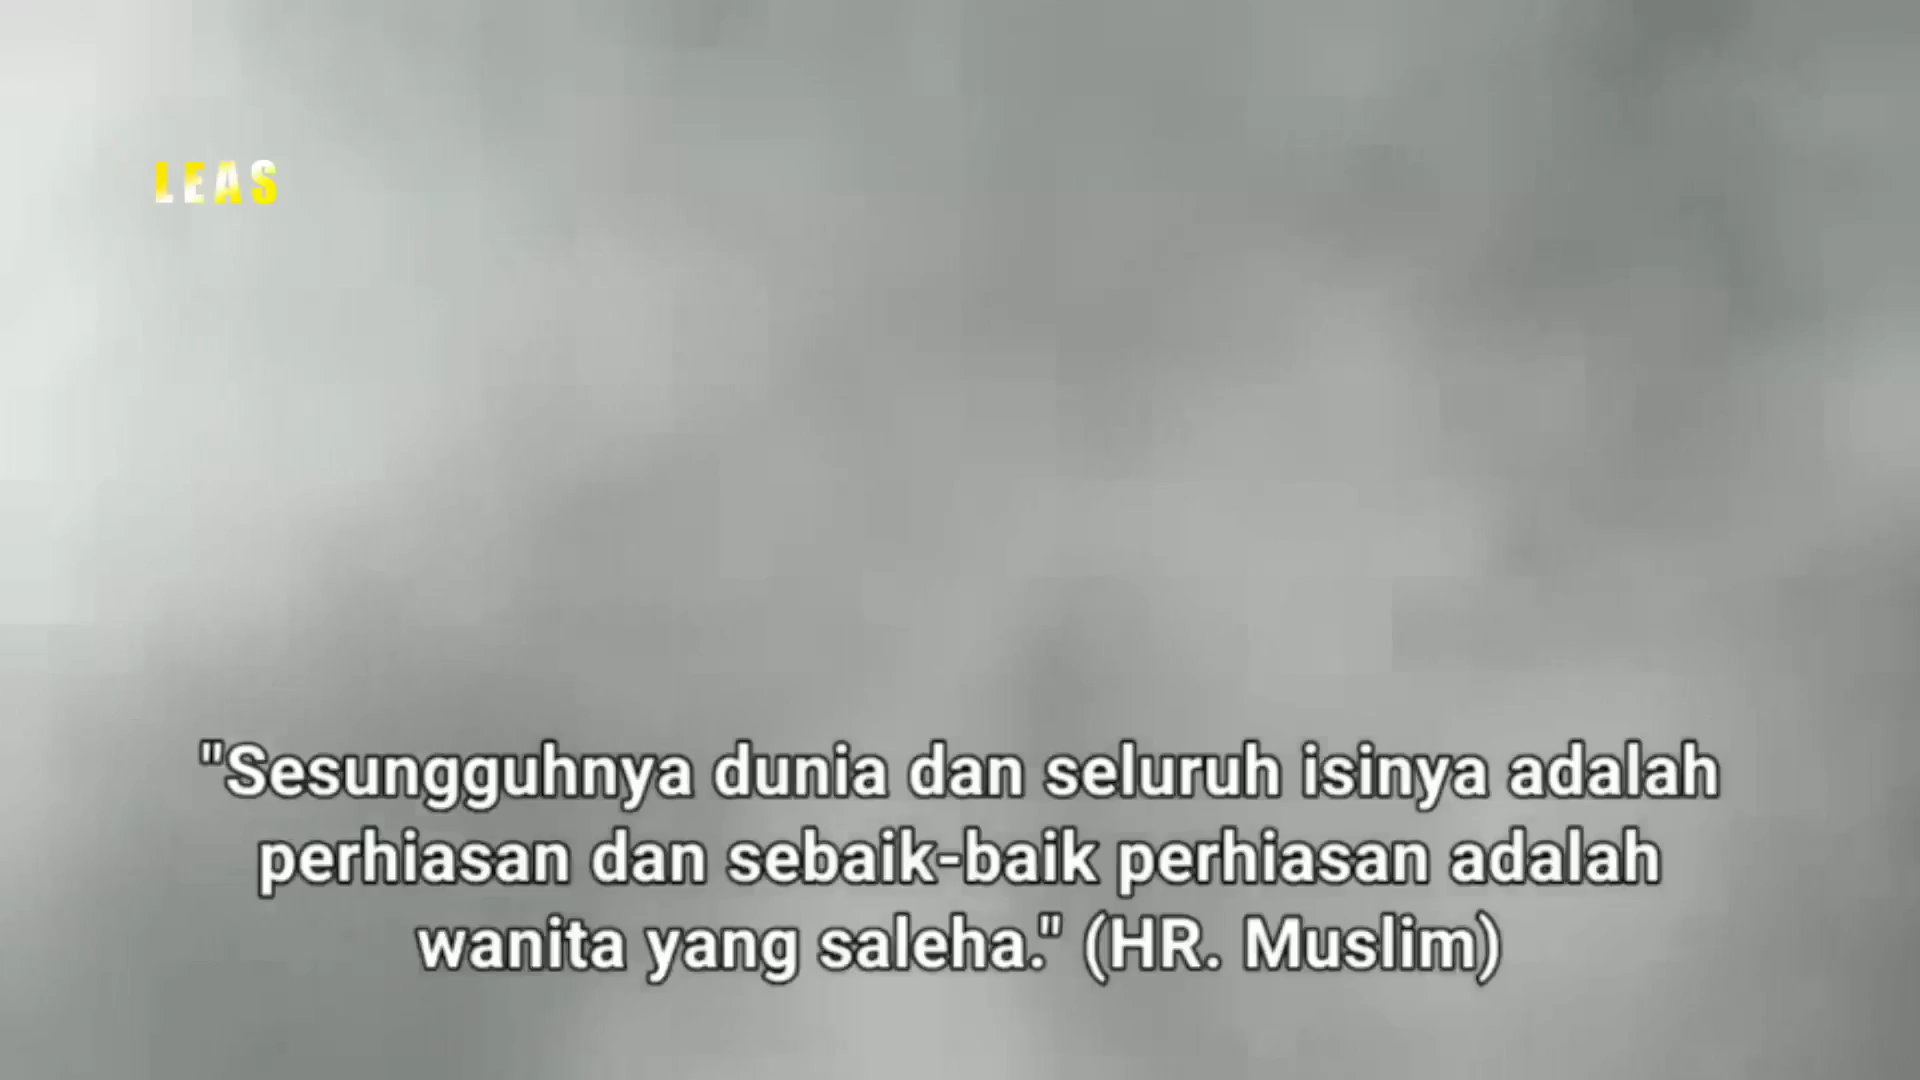 LEAS
"Sesungguhnya dunia dan seluruh isinya adalah
perhiasan dan sebaik-baik perhiasan adalah
wanita yang saleha." (HR. Muslim)